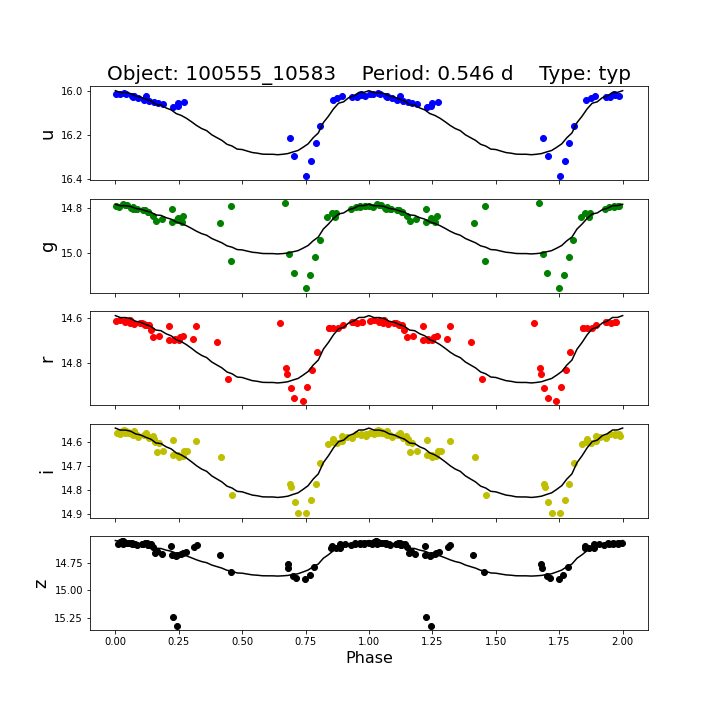 Object: 100555_10583    Period: 0.546 d    Type: typ
16.0
16.2
16.4
u
14.8
15.0
g
14.6
14.8
r
14.6
14.7
14.8
14.9
i
14.75
15.00
15.25
z
0.00 0.25 0.50 0.75 1.00 1.25 1.50 1.75 2.00
Phase